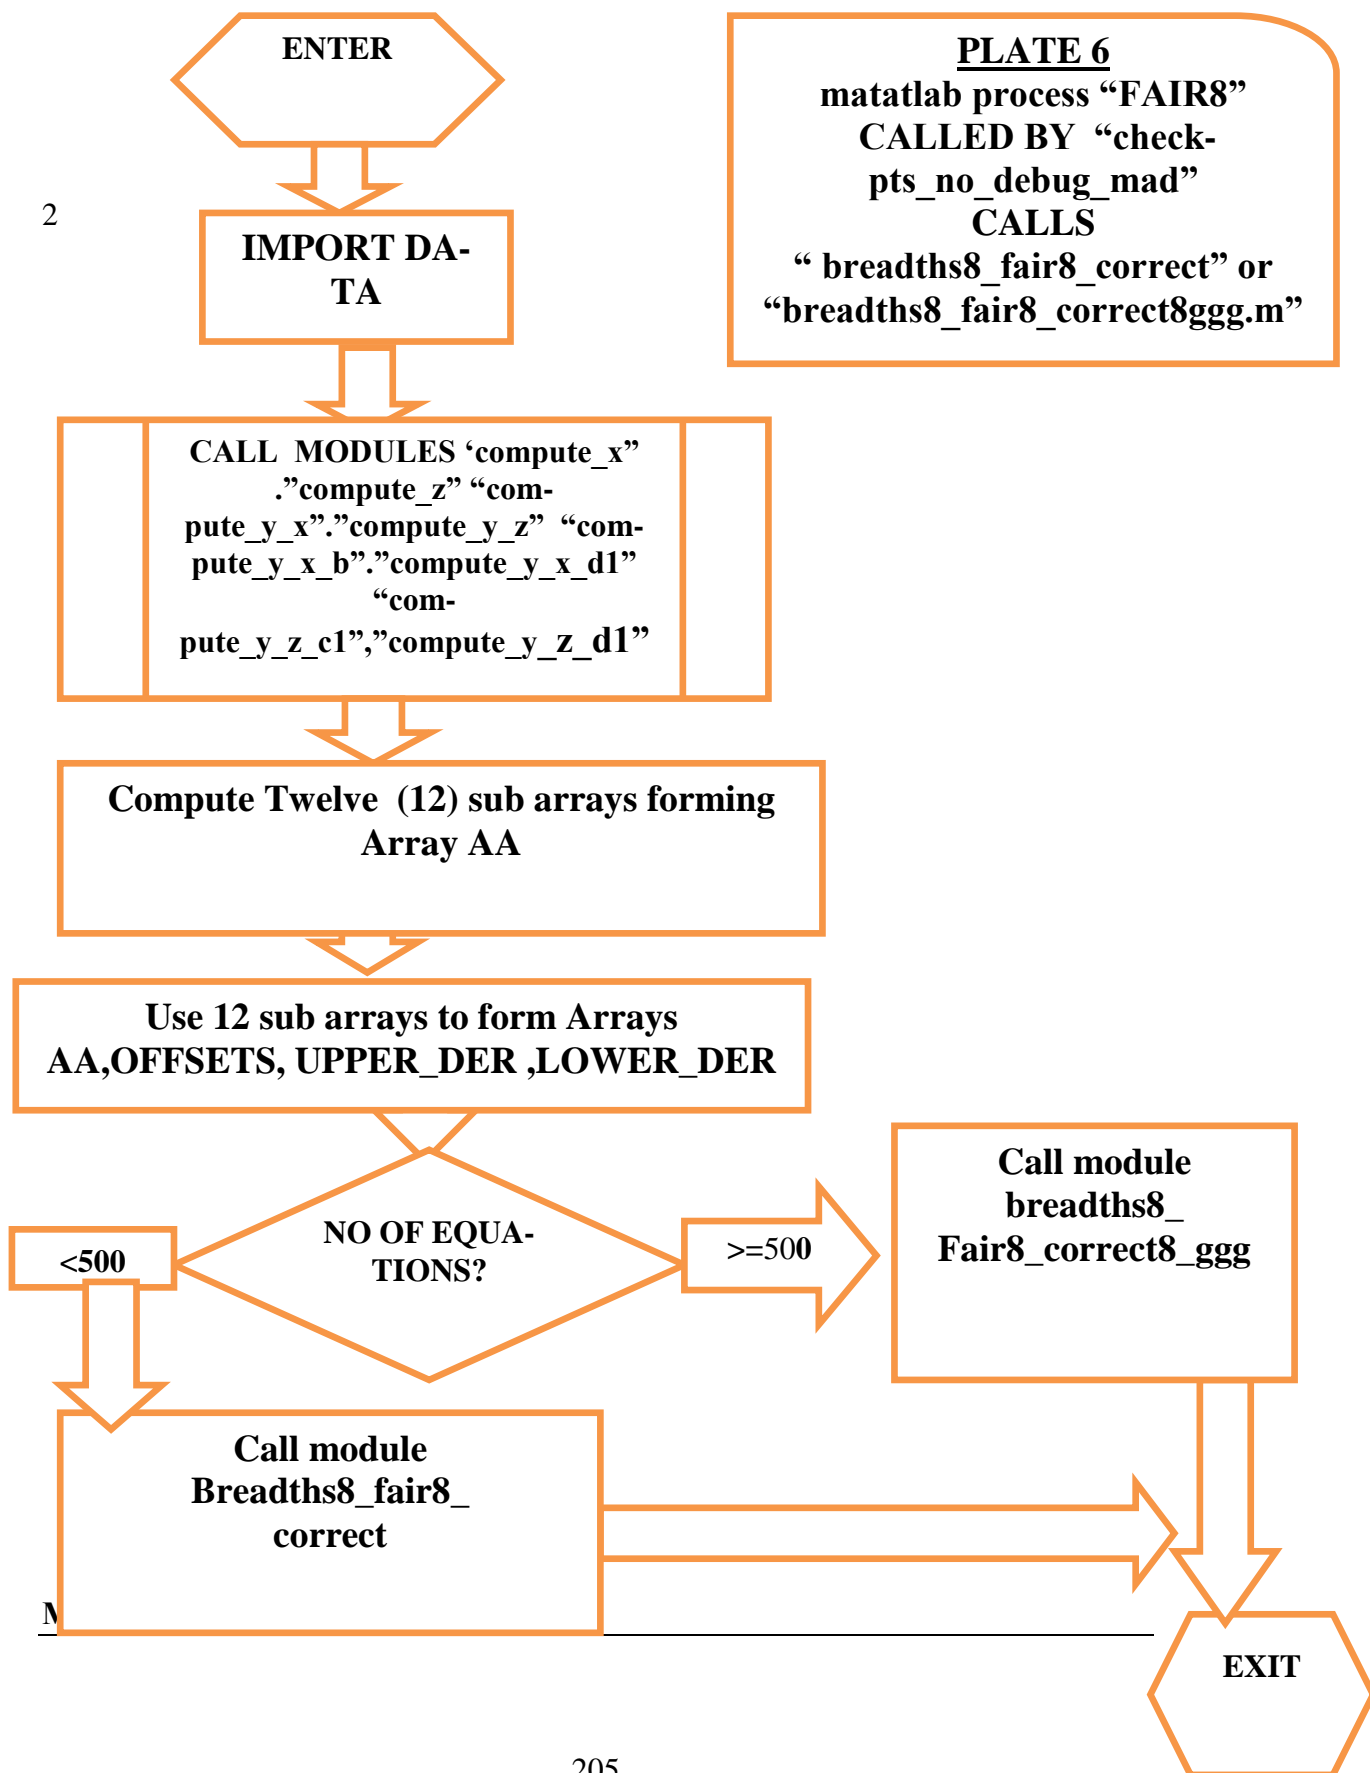 ENTER
PLATE 6
matatlab process “FAIR8”
CALLED BY “check-
pts_no_debug_mad”
CALLS
“ breadths8_fair8_correct” or
“breadths8_fair8_correct8ggg.m”
2
IMPORT DA-
TA
CALL MODULES ‘compute_x”
.”compute_z” “com-
pute_y_x”.”compute_y_z” “com-
pute_y_x_b”.”compute_y_x_d1”
“com-
pute_y_z_c1”,”compute_y_z_d1”
Compute Twelve (12) sub arrays forming
Array AA
Use 12 sub arrays to form Arrays
AA,OFFSETS, UPPER_DER ,LOWER_DER
NO OF EQUA-
TIONS?
<500
>=500
Call module
breadths8_
Fair8_correct8_ggg
Call module
Breadths8_fair8_
correct
EXIT
205